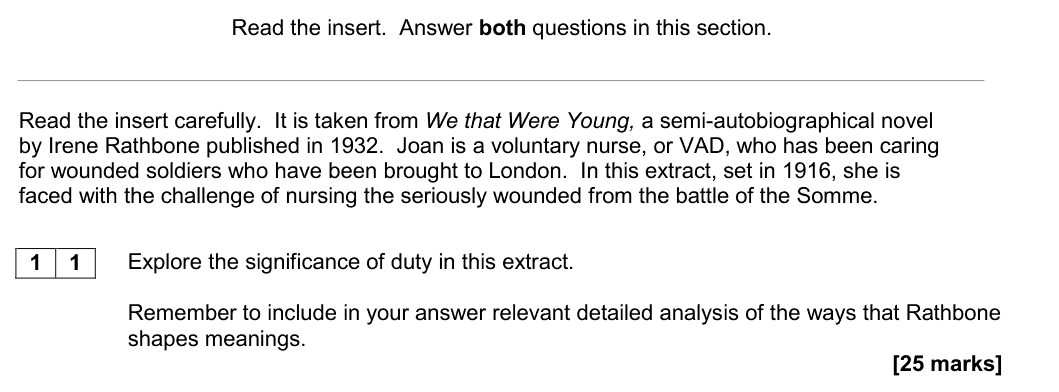 Read the insert.  Answer both questions in this section.
Read the insert carefully.  It is taken from We that Were Young, a semi-autobiographical novel
by Irene Rathbone published in 1932.  Joan is a voluntary nurse, or VAD, who has been caring
for wounded soldiers who have been brought to London.  In this extract, set in 1916, she is
faced with the challenge of nursing the seriously wounded from the battle of the Somme.
1 1 Explore the significance of duty in this extract.
Remember to include in your answer relevant detailed analysis of the ways that Rathbone
shapes meanings.
[25 marks]